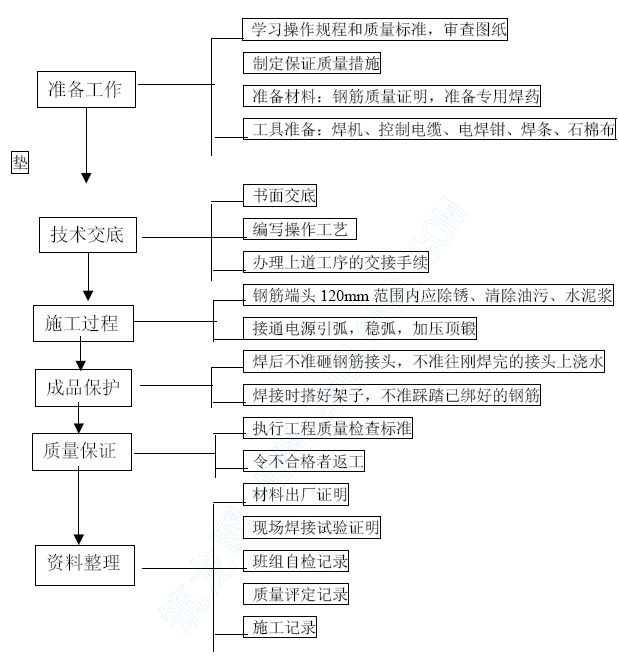 学习操作规程和质量标准，审查图纸
制定保证质量措施
准备工作
准备材料：钢筋质量证明，准备专用焊药
工具准备：焊机、控制电缆、电焊钳、焊条、石棉布
垫
书面交底
技术交底
编写操作工艺
办理上道工序的交接手续
钢筋端头120mm范围内应除锈、清除油污、水泥浆
施工过程
接通电源引弧，稳弧，加压顶锻
焊后不准砸钢筋接头，不准往刚焊完的接头上浇水
成品保护
焊接时搭好架子，不准踩踏已绑好的钢筋
执行工程质量检查标准
质量保证
令不合格者返工
材料出厂证明
现场焊接试验证明
资料整理
班组自检记录
质量评定记录
施工记录